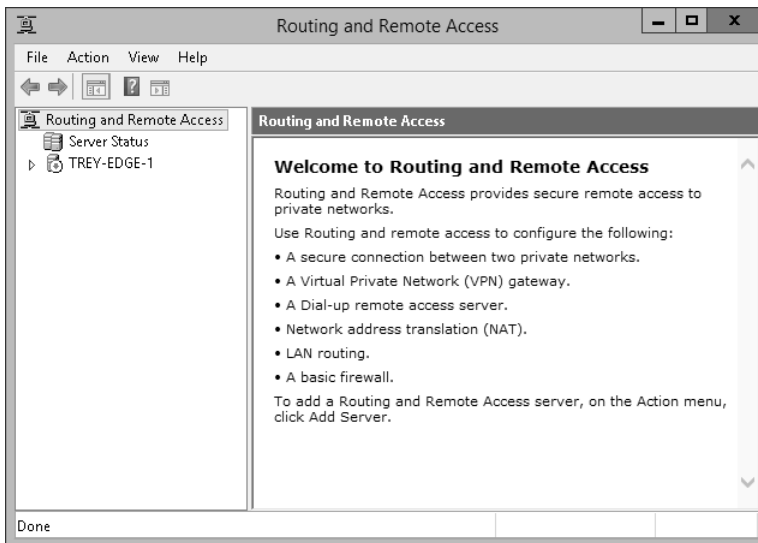 Routing and Remote Access
File Action View Help
Routing and Remote Access
Server Status
TREY-EDGE-1
Routing and Remote Access
Welcome to Routing and Remote Access
Routing and Remote Access provides secure remote access to
private networks.
Use Routing and remote access to configure the following:
• A secure connection between two private networks.
• A Virtual Private Network (VPN) gateway.
• A Dial-up remote access server.
• Network address translation (NAT).
• LAN routing.
• A basic firewall.
To add a Routing and Remote Access server, on the Action menu,
click Add Server.
Done